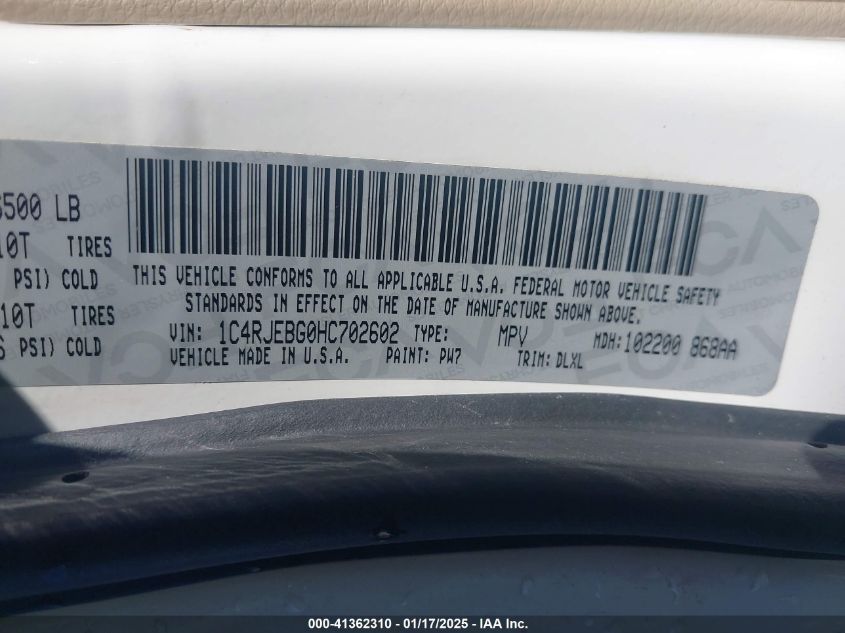 6500 LB
10T TIRES
PSI) COLD
10T TIRES
PSI) COLD
THIS VEHICLE CONFORMS TO ALL APPLICABLE U.S.A. FEDERAL MOTOR VEHICLE SAFETY
STANDARDS IN EFFECT ON THE DATE OF MANUFACTURE SHOWN ABOVE.
VIN: 1C4RJEBG0HC702602 TYPE: MPV MDH:102200 868AA
VEHICLE MADE IN U.S.A. PAINT: PW7 TRIM: DLXL
000-41362310 - 01/17/2025 - IAA Inc.